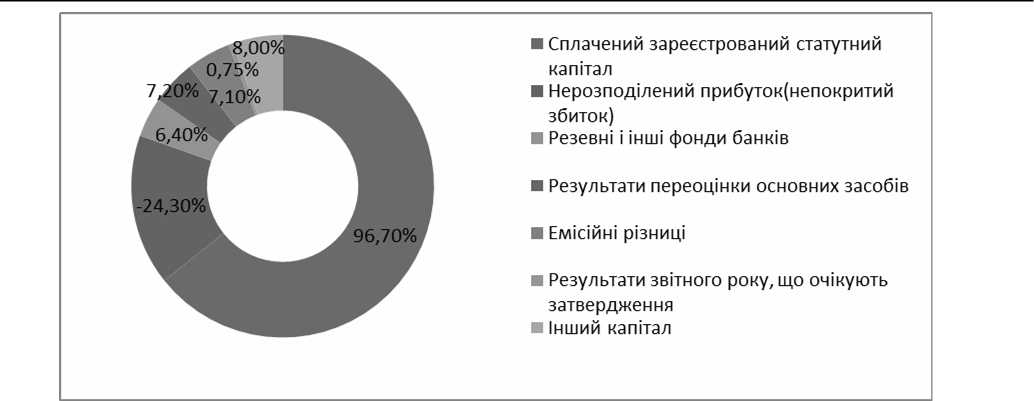 8,00%
0,75%
7,20%
7,10%
6,40%
-24,30%
96,70%
Сплачений зареєстрований статутний
капітал
Нерозподілений прибуток(непокритий
збиток)
Резевні і інші фонди банків
Результати переоцінки основних засобів
Емісійні різниці
Результати звітного року, що очікують
затвердження
Інший капітал